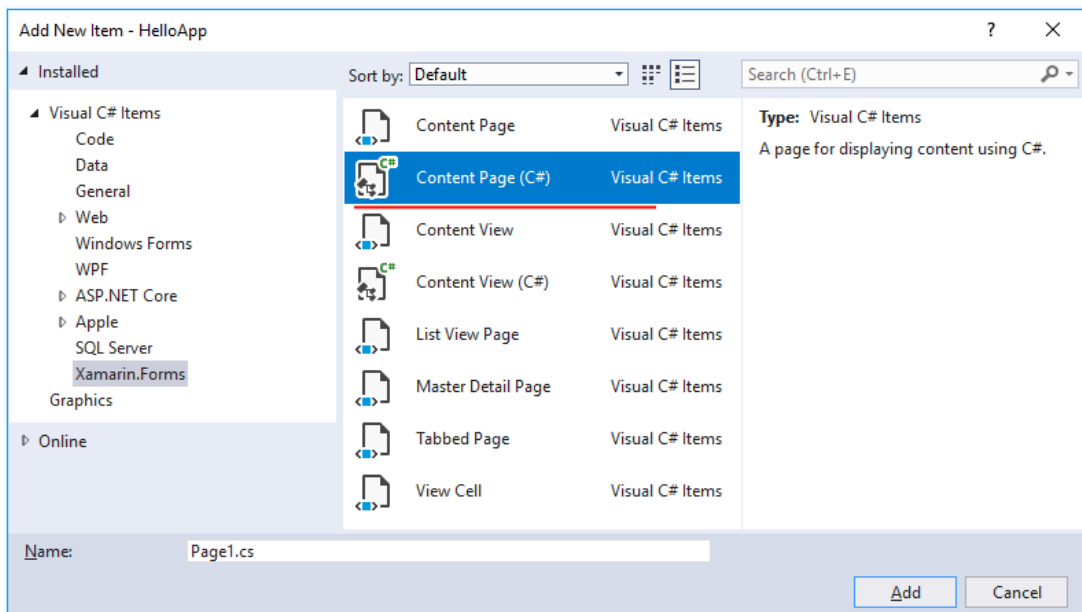 Add New Item - HelloApp
? ×
Installed
Sort by: Default
Search (Ctrl+E)
Visual C# Items
Code
Data
General
Web
Windows Forms
WPF
ASP.NET Core
Apple
SQL Server
Xamarin.Forms
Graphics
Online
Content Page Visual C# Items
C#
Content Page (C#) Visual C# Items
Content View Visual C# Items
C#
Content View (C#) Visual C# Items
List View Page Visual C# Items
Master Detail Page Visual C# Items
Tabbed Page Visual C# Items
View Cell Visual C# Items
Type: Visual C# Items
A page for displaying content using C#.
Name: Page1.cs
Add Cancel